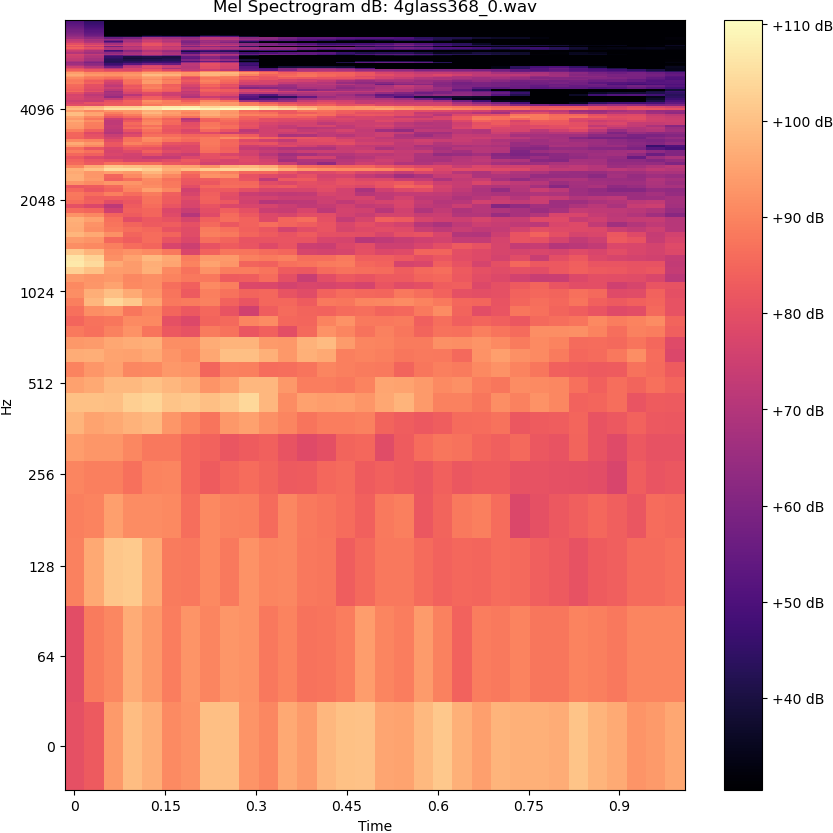 Mel Spectrogram dB: 4glass368_0.wav
+110 dB
+100 dB
+90 dB
+80 dB
+70 dB
+60 dB
+50 dB
+40 dB
4096
2048
1024
512
256
128
64
0
Hz
0 0.15 0.3 0.45 0.6 0.75 0.9
Time